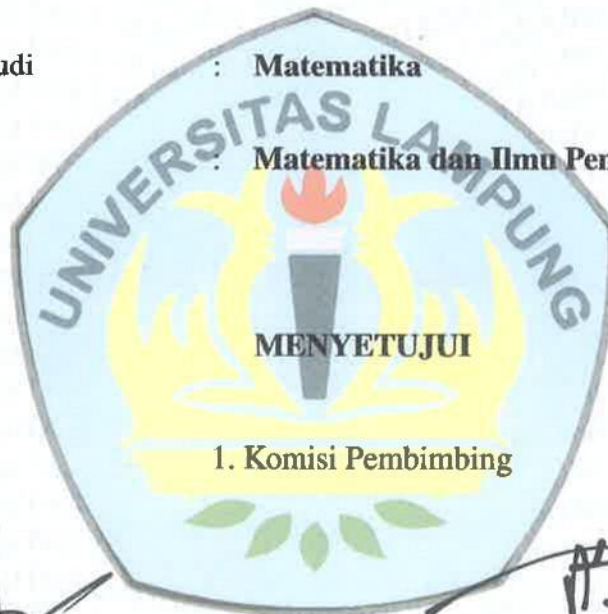 udi : Matematika
UNIVERSITAS LAMPUNG
: Matematika dan Ilmu Pen
MENYETUJUI
1. Komisi Pembimbing